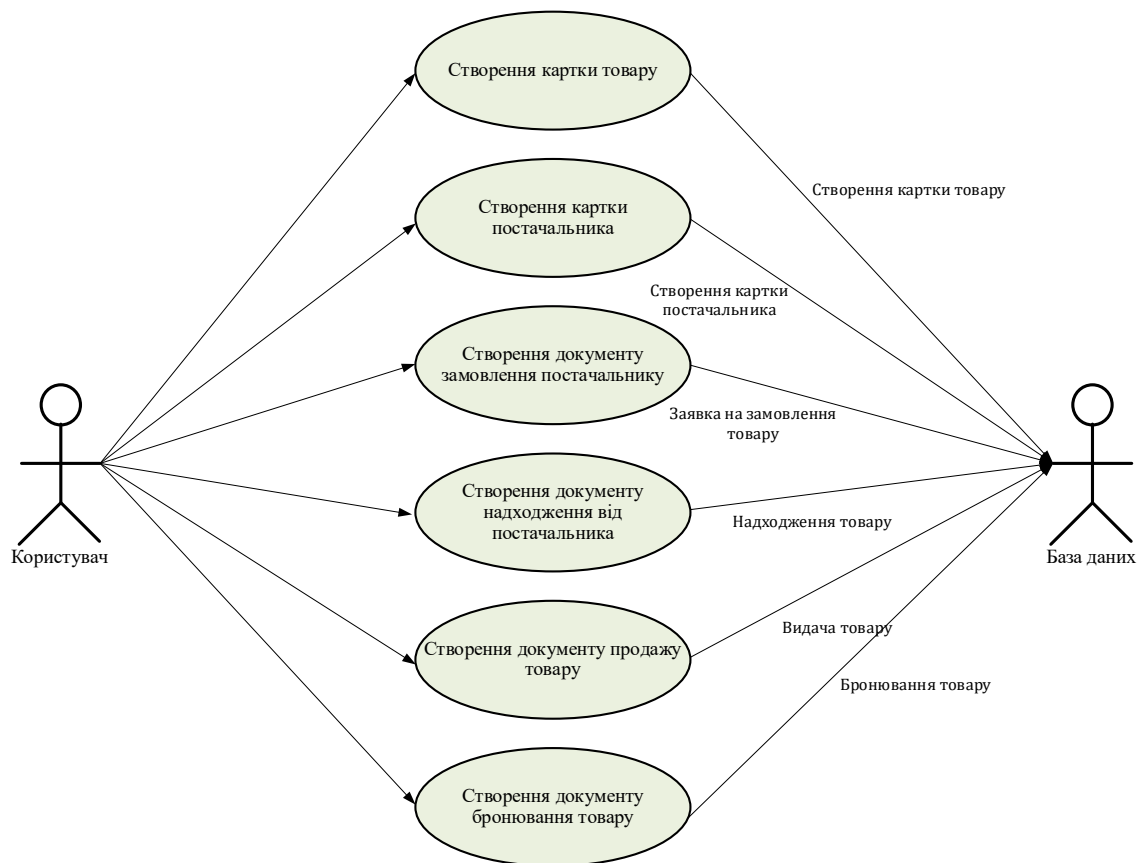 Створення картки товару
Створення картки товару
Створення картки
постачальника
Створення картки
постачальника
Створення документу
замовлення постачальнику
Заявка на замовлення
товару
Створення документу
надходження від
постачальника
Надходження товару
Користувач
База даних
Видача товару
Створення документу продажу
товару
Бронювання товару
Створення документу
бронювання товару